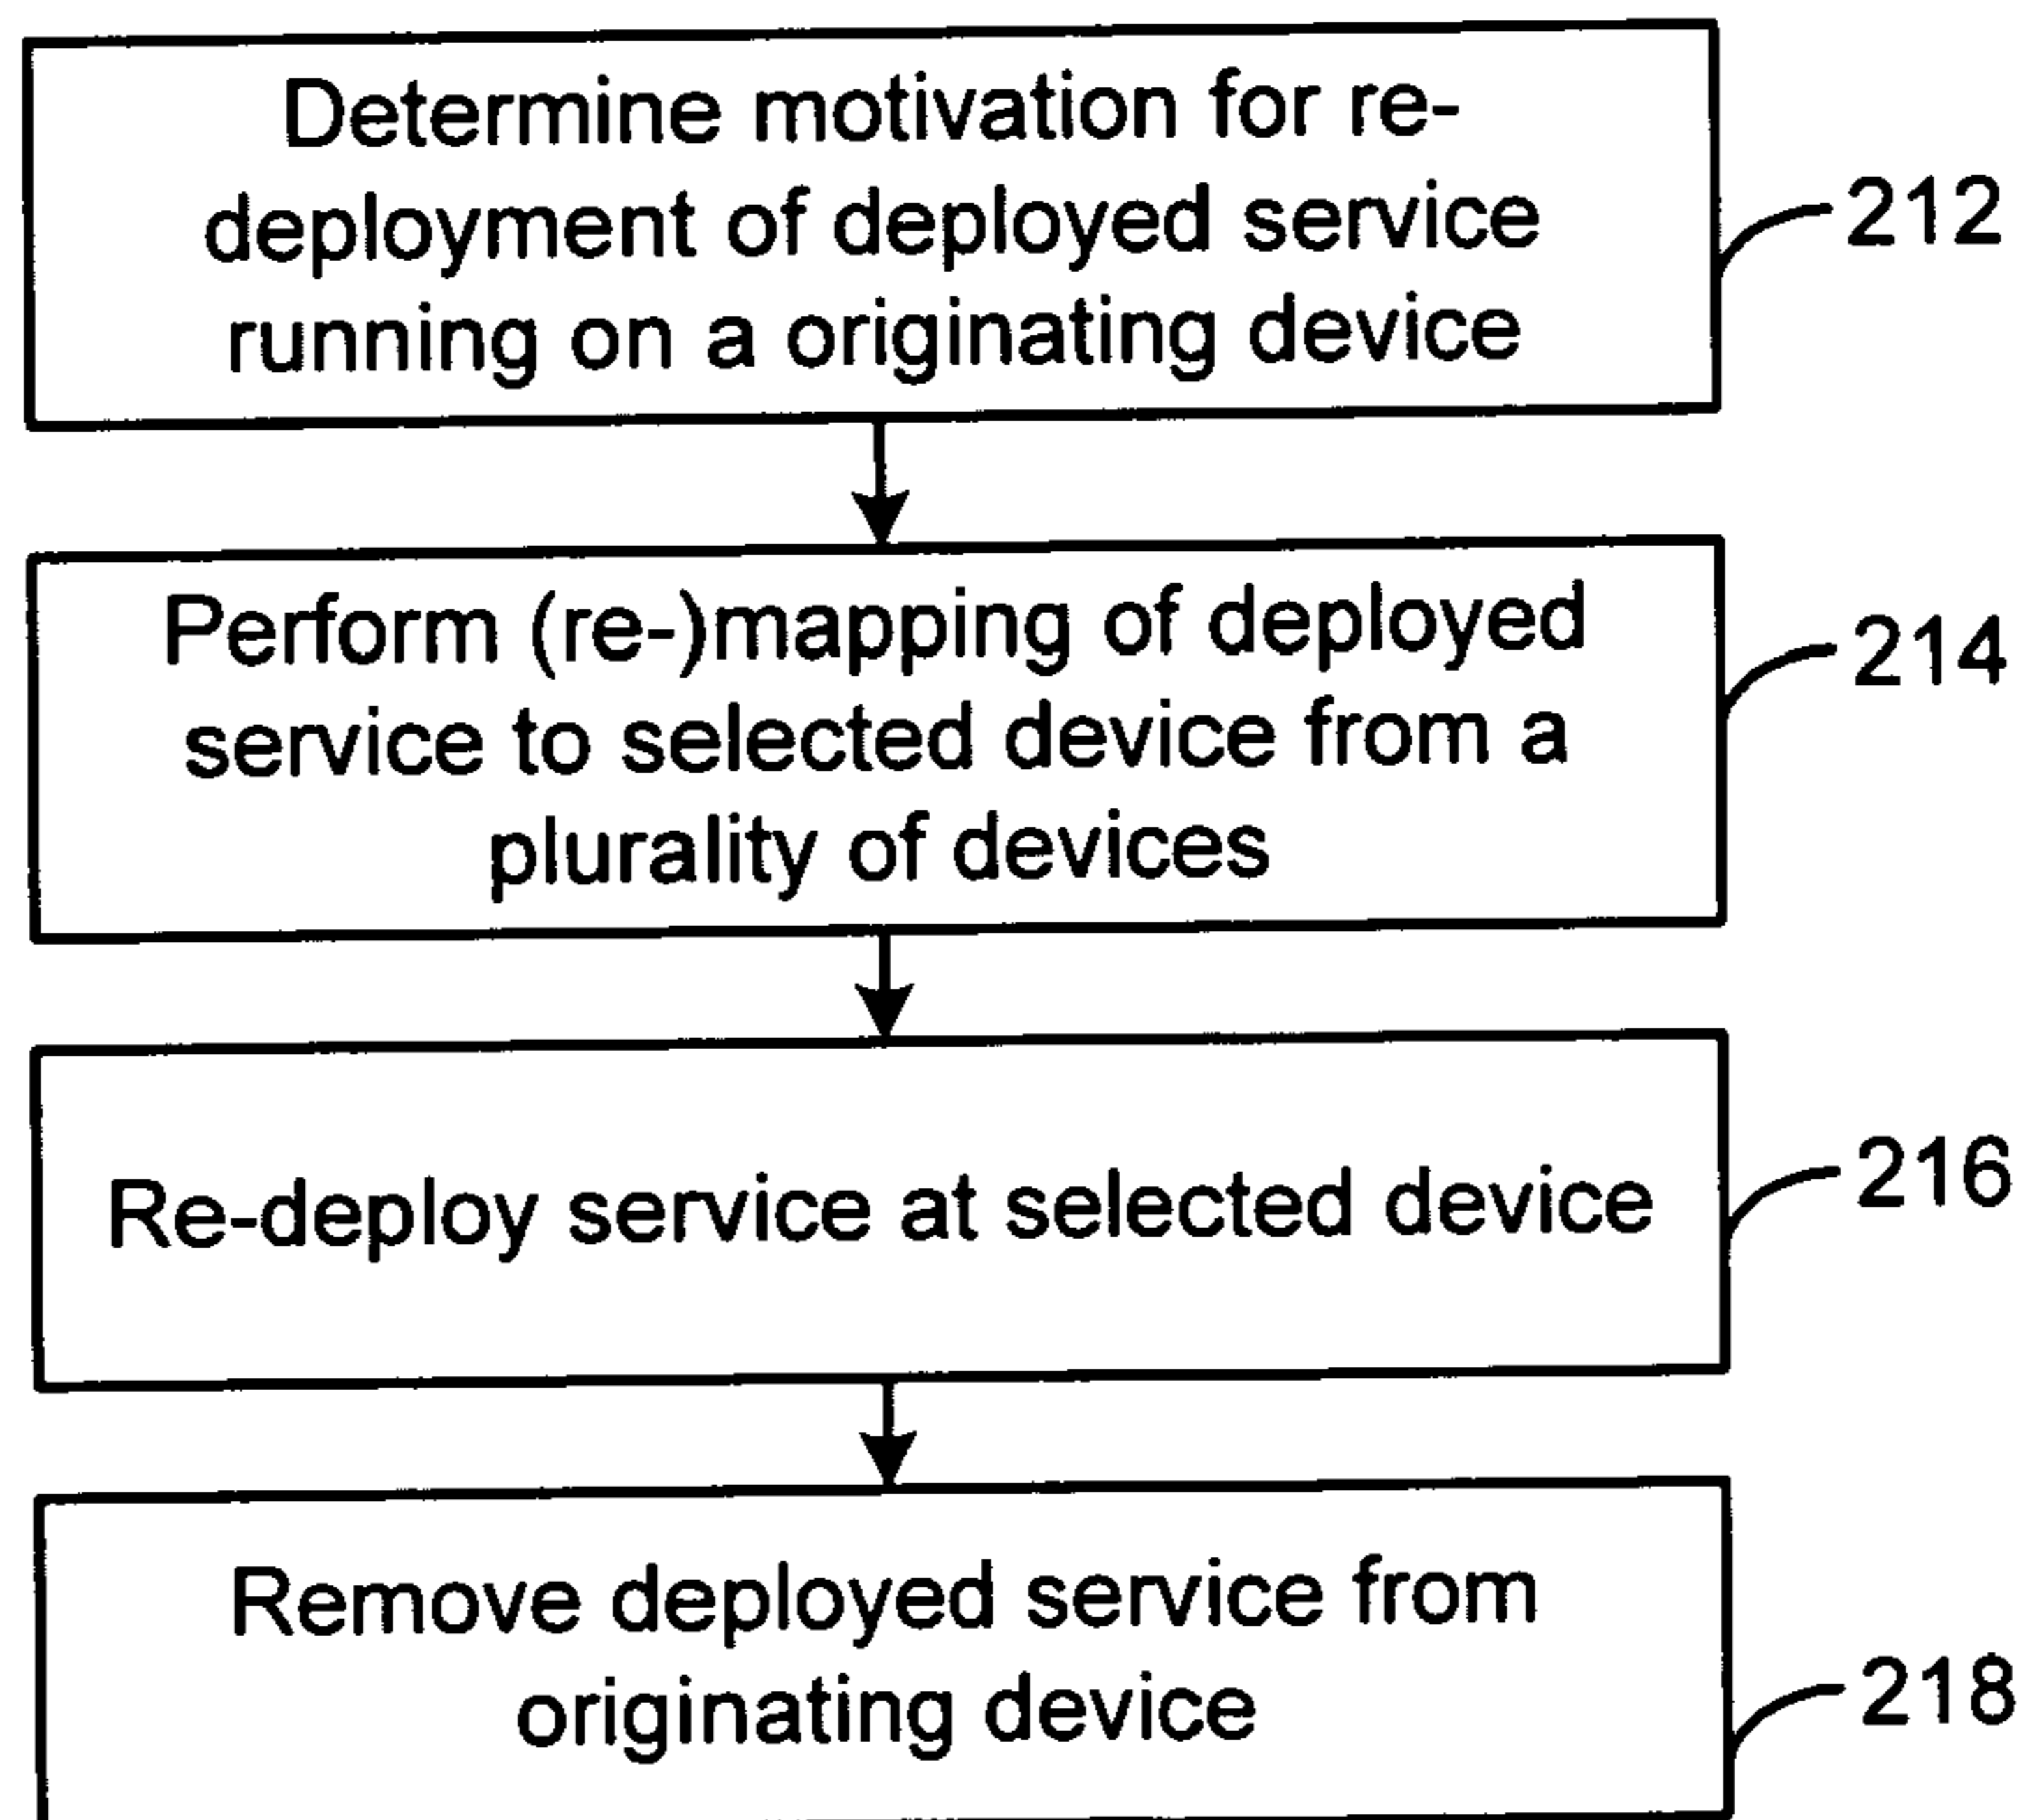 Determine motivation for re-
deployment of deployed service
running on a originating device
212
Perform (re-)mapping of deployed
service to selected device from a
plurality of devices
214
Re-deploy service at selected device
216
Remove deployed service from
originating device
218